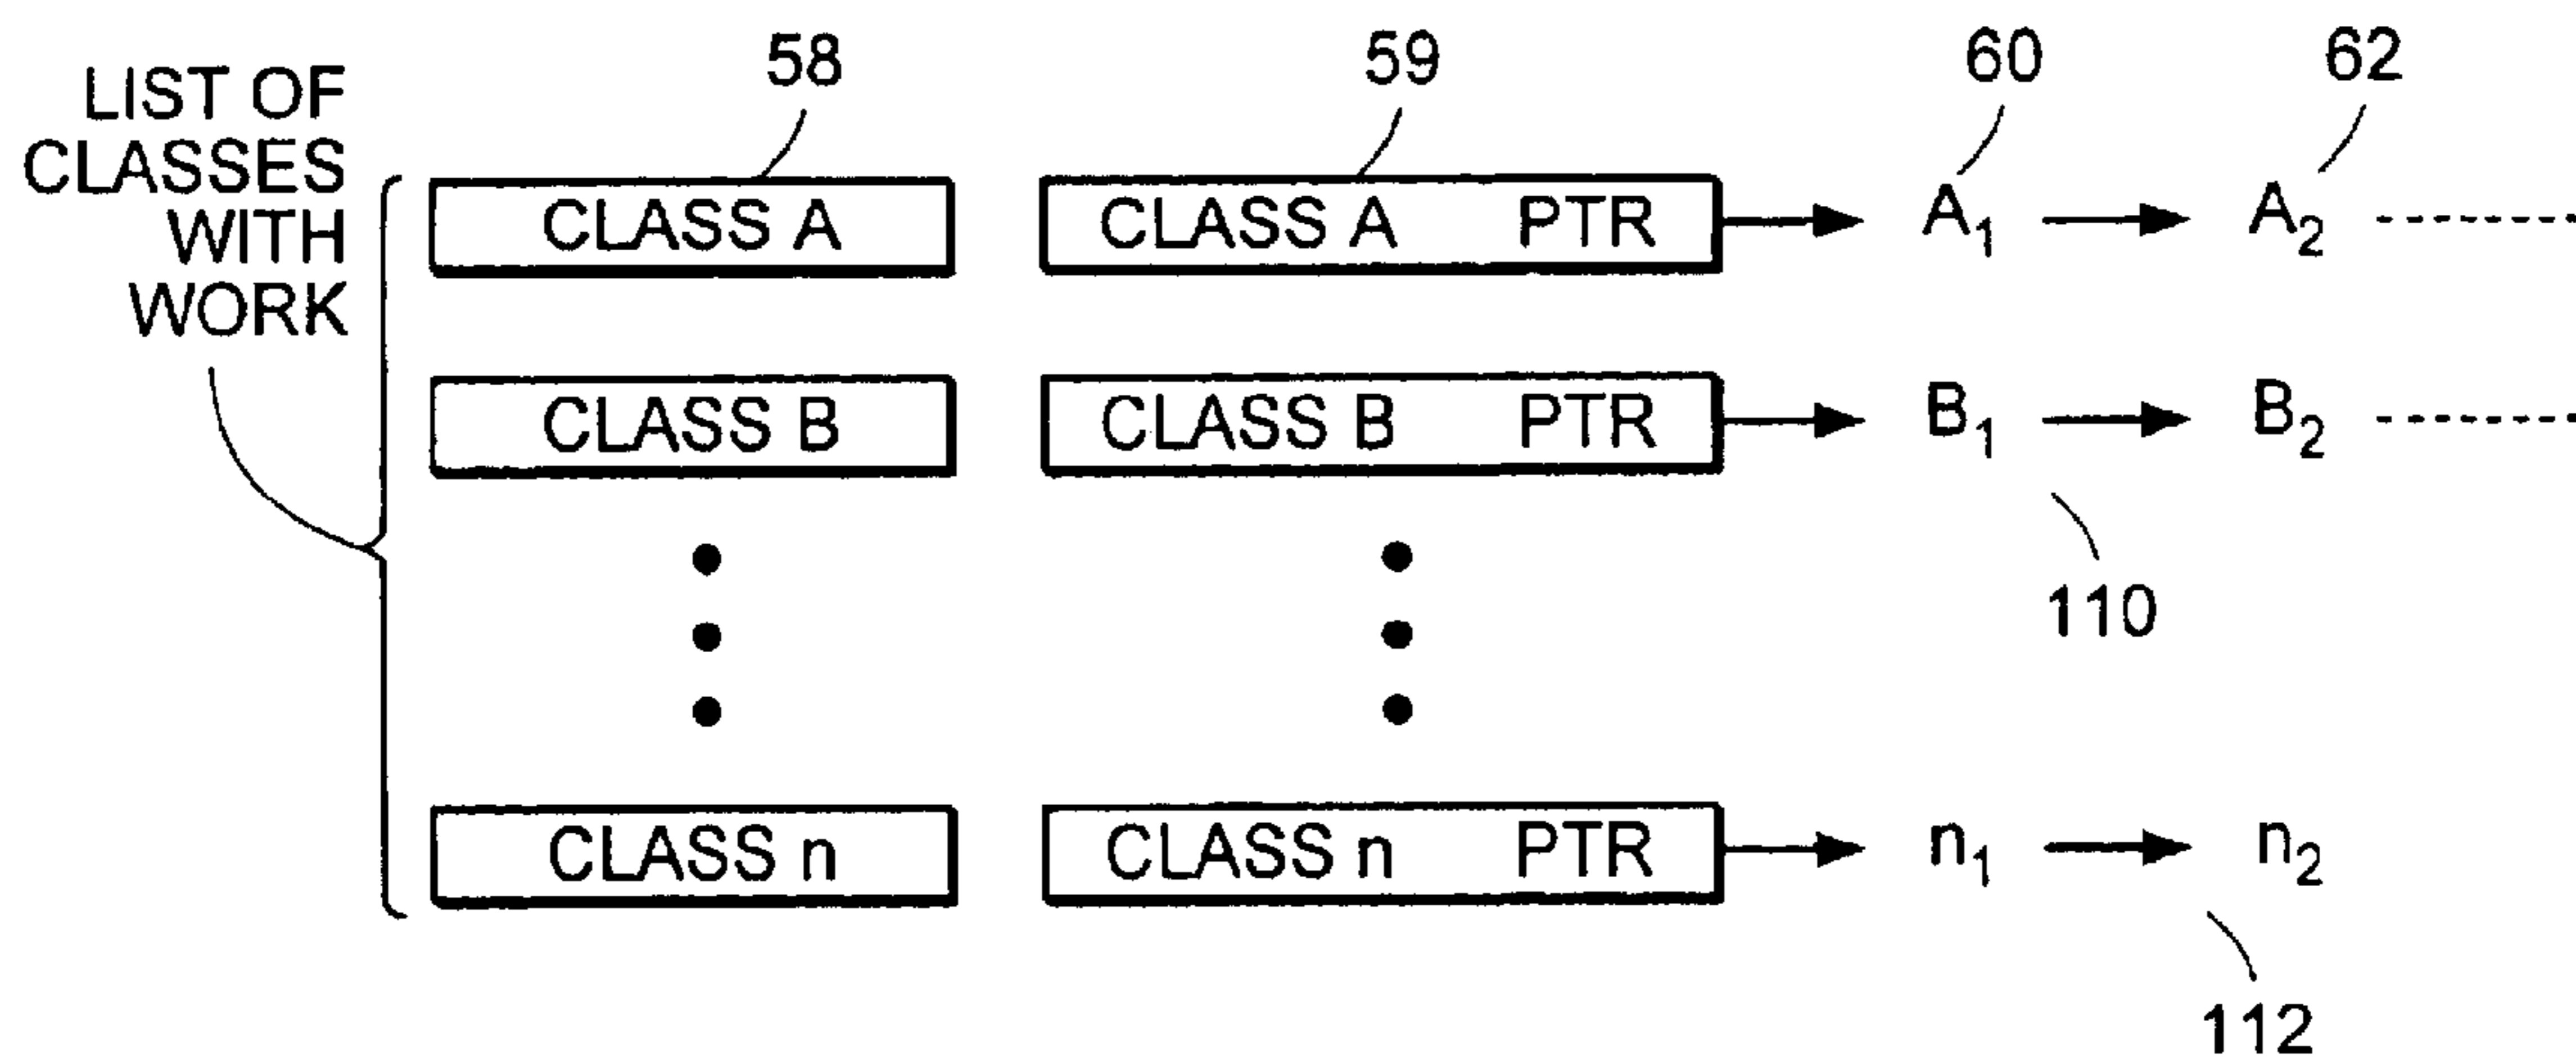 58 59 60 62
LIST OF
CLASSES
WITH
WORK
CLASS A CLASS A PTR A₁ A₂
CLASS B CLASS B PTR B₁ B₂
110
CLASS n CLASS n PTR n₁ n₂
112